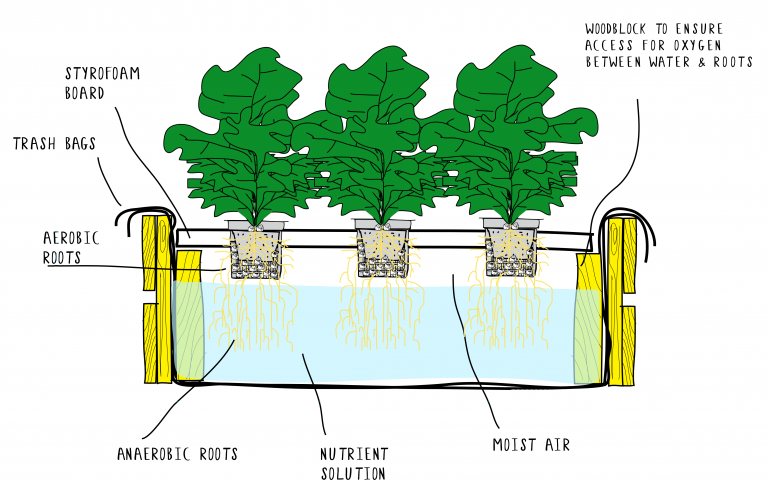 WOODBLOCK TO ENSURE
ACCESS FOR OXYGEN
BETWEEN WATER & ROOTS
STYROFOAM
BOARD
TRASH BAGS
AEROBIC
ROOTS
ANAEROBIC ROOTS
NUTRIENT
SOLUTION
MOIST AIR